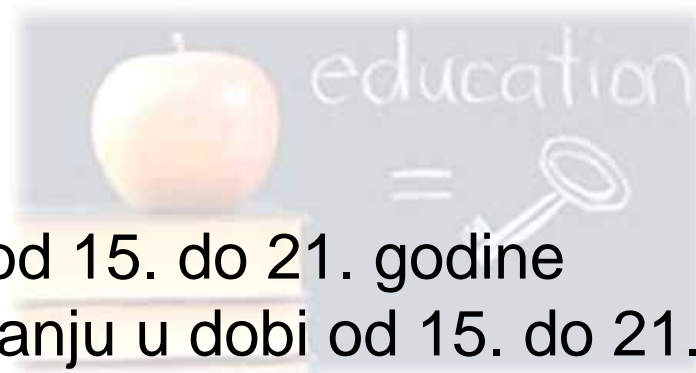 education
=
od 15. do 21. godine
anju u dobi od 15. do 21.